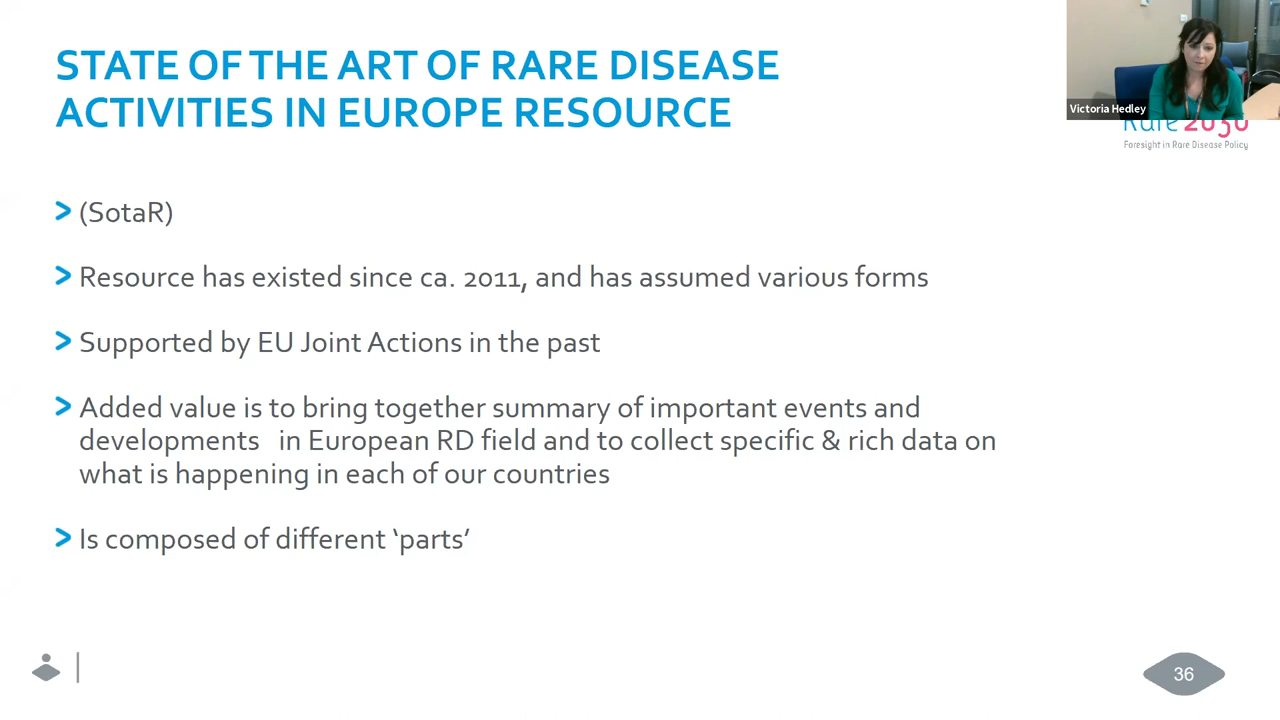 STATE OF THE ART OF RARE DISEASE
ACTIVITIES IN EUROPE RESOURCE
Victoria Hedley
Rare 2030
Foresight in Rare Disease Policy
> (SotaR)
> Resource has existed since ca. 2011, and has assumed various forms
> Supported by EU Joint Actions in the past
> Added value is to bring together summary of important events and
developments in European RD field and to collect specific & rich data on
what is happening in each of our countries
> Is composed of different ‘parts’
36